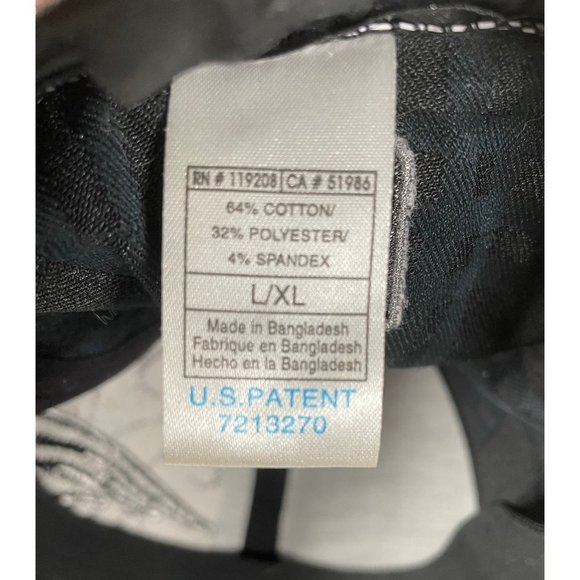 RN # 119208 CA # 51986
64% COTTON/
32% POLYESTER/
4% SPANDEX
L/XL
Made in Bangladesh
Fabrique en Bangladesh
Hecho en la Bangladesh
U.S.PATENT
7213270